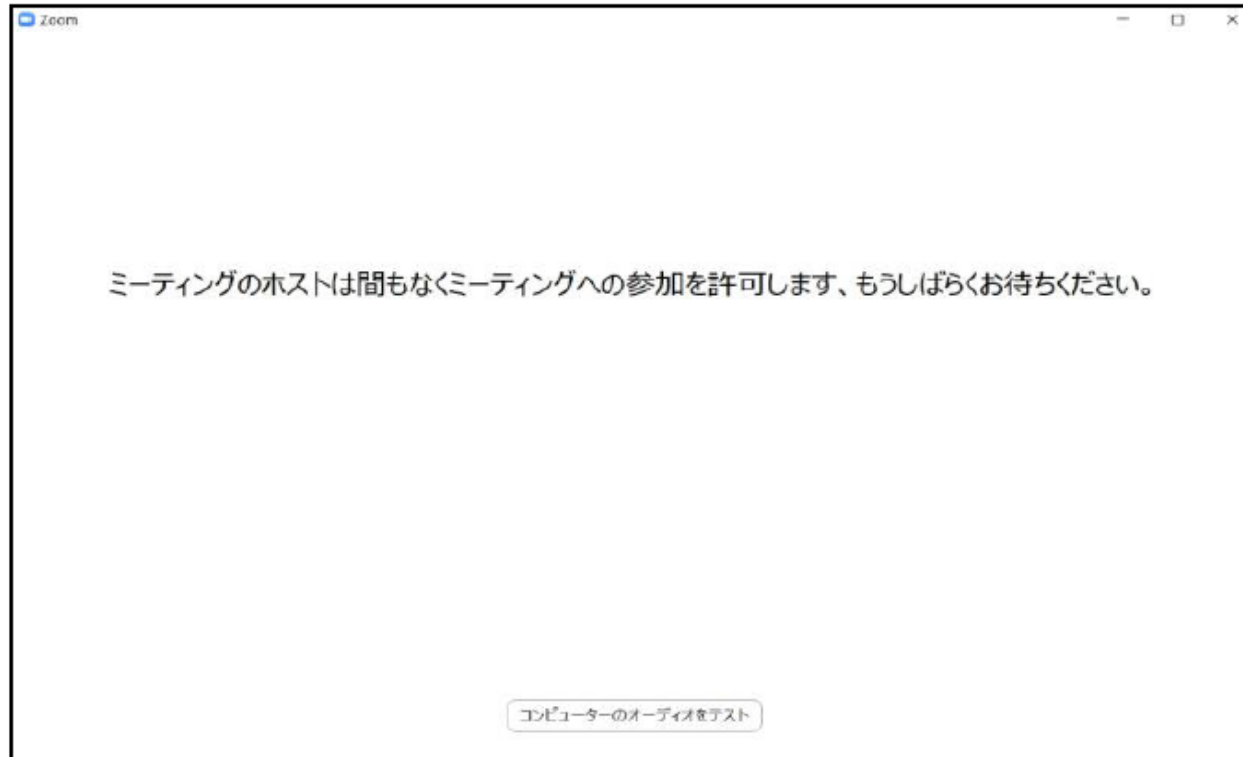 Zoom
ミーティングのホストは間もなくミーティングへの参加を許可します、もうしばらくお待ちください。
コンピューターのオーディオをテスト